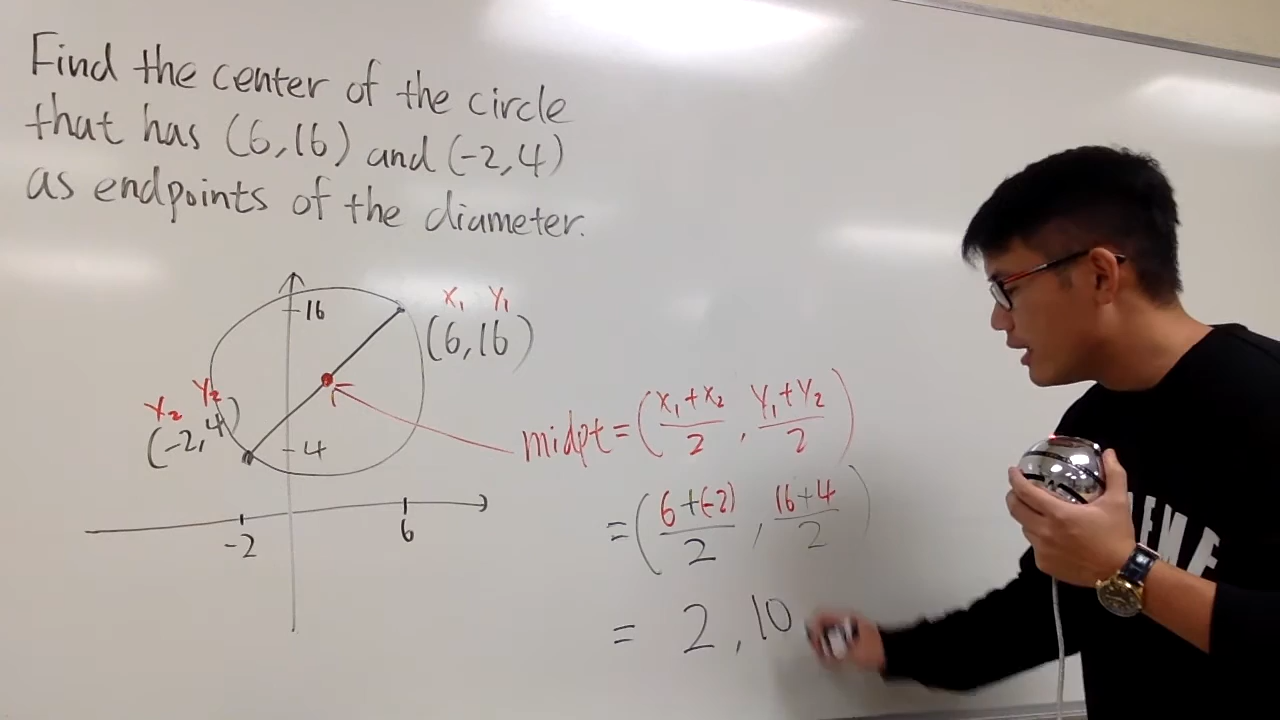 Find the center of the circle
that has (6,16) and (-2,4)
as endpoints of the diameter.
16
x₁ y₁
(6,16)
x₂ y₂
(-2,4)
4
-2
6
midpt = (x₁+x₂/2, y₁+y₂/2)
= (6+(-2)/2, 16+4/2)
= 2, 10